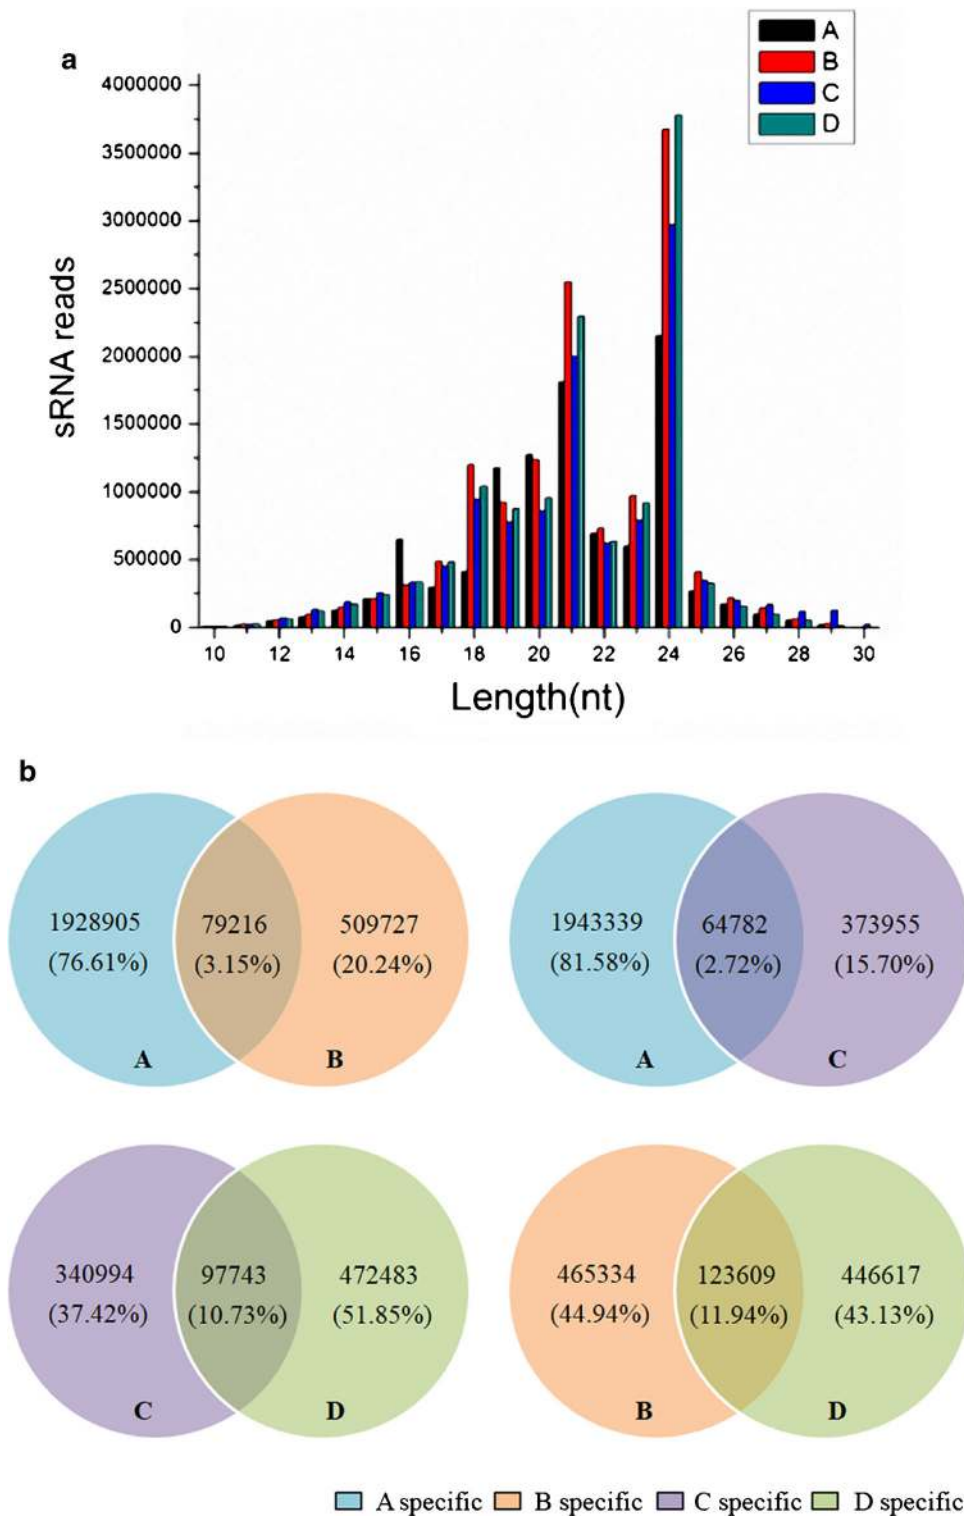 a
A
B
C
D
4000000
3500000
3000000
2500000
2000000
1500000
1000000
500000
0
sRNA reads
10 12 14 16 18 20 22 24 26 28 30
Length(nt)
b
1928905 79216 509727
(76.61%) (3.15%) (20.24%)
A B
1943339 64782 373955
(81.58%) (2.72%) (15.70%)
A C
340994 97743 472483
(37.42%) (10.73%) (51.85%)
C D
465334 123609 446617
(44.94%) (11.94%) (43.13%)
B D
A specific B specific C specific D specific